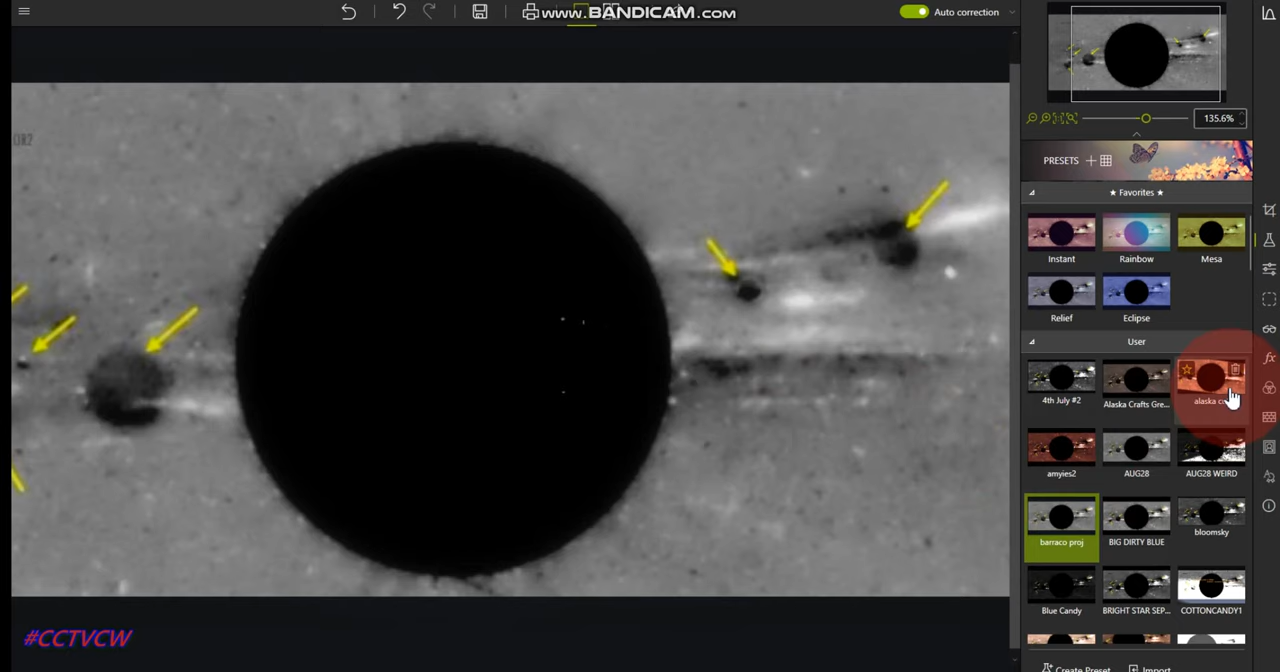 www.BANDICAM.com
Auto correction
135.6%
PRESETS
★ Favorites ★
Instant
Rainbow
Mesa
Relief
Eclipse
User
4th July #2
Alaska Crafts Gre...
alaska
amyies2
AUG28
AUG28 WEIRD
barraco proj
BIG DIRTY BLUE
bloomsky
Blue Candy
BRIGHT STAR SEP...
COTTONCANDY1
Create Preset
Import
#CCTVCW